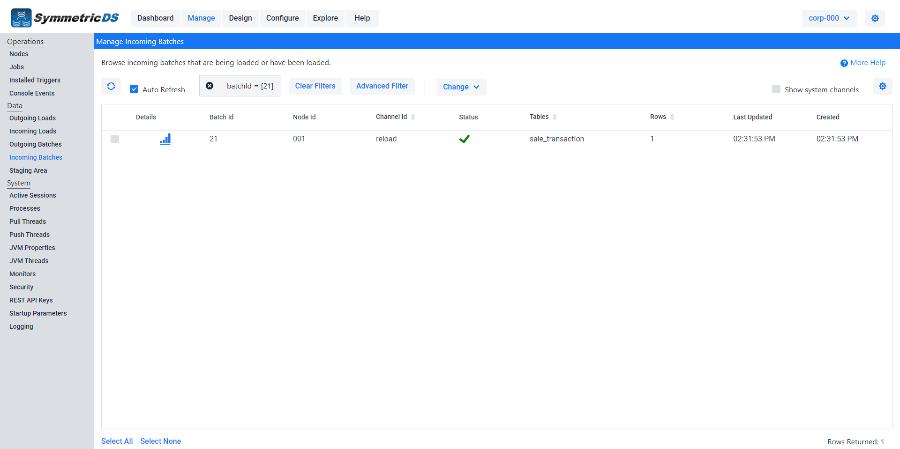 SymmetricDS Dashboard Manage Design Configure Explore Help corp-000
Operations
Manage Incoming Batches
Nodes
Browse incoming batches that are being loaded or have been loaded.
More Help
Jobs
Installed Triggers
Console Events
Auto Refresh batchId = [21] Clear Filters Advanced Filter Change Show system channels
Data
Outgoing Loads
Incoming Loads
Outgoing Batches
Incoming Batches
Staging Area
System
Active Sessions
Processes
Pull Threads
Push Threads
JVM Properties
JVM Threads
Monitors
Security
REST API Keys
Startup Parameters
Logging
Details Batch Id Node Id Channel Id Status Tables Rows Last Updated Created
21 001 reload sale_transaction 1 02:31:53 PM 02:31:53 PM
Select All Select None Rows Returned: 1